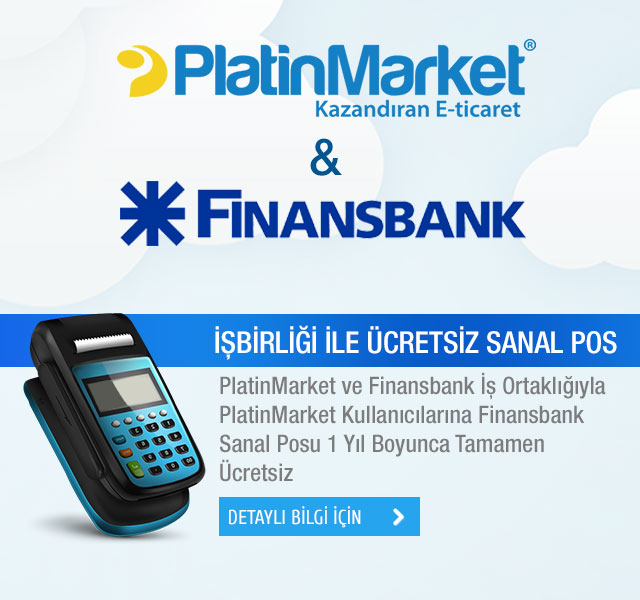 PlatinMarket®
Kazandıran E-ticaret
&
FINANSBANK
İŞBİRLİĞİ İLE ÜCRETSİZ SANAL POS
PlatinMarket ve Finansbank İş Ortaklığıyla
PlatinMarket Kullanıcılarına Finansbank
Sanal Posu 1 Yıl Boyunca Tamamen
Ücretsiz
DETAYLI BİLGİ İÇİN